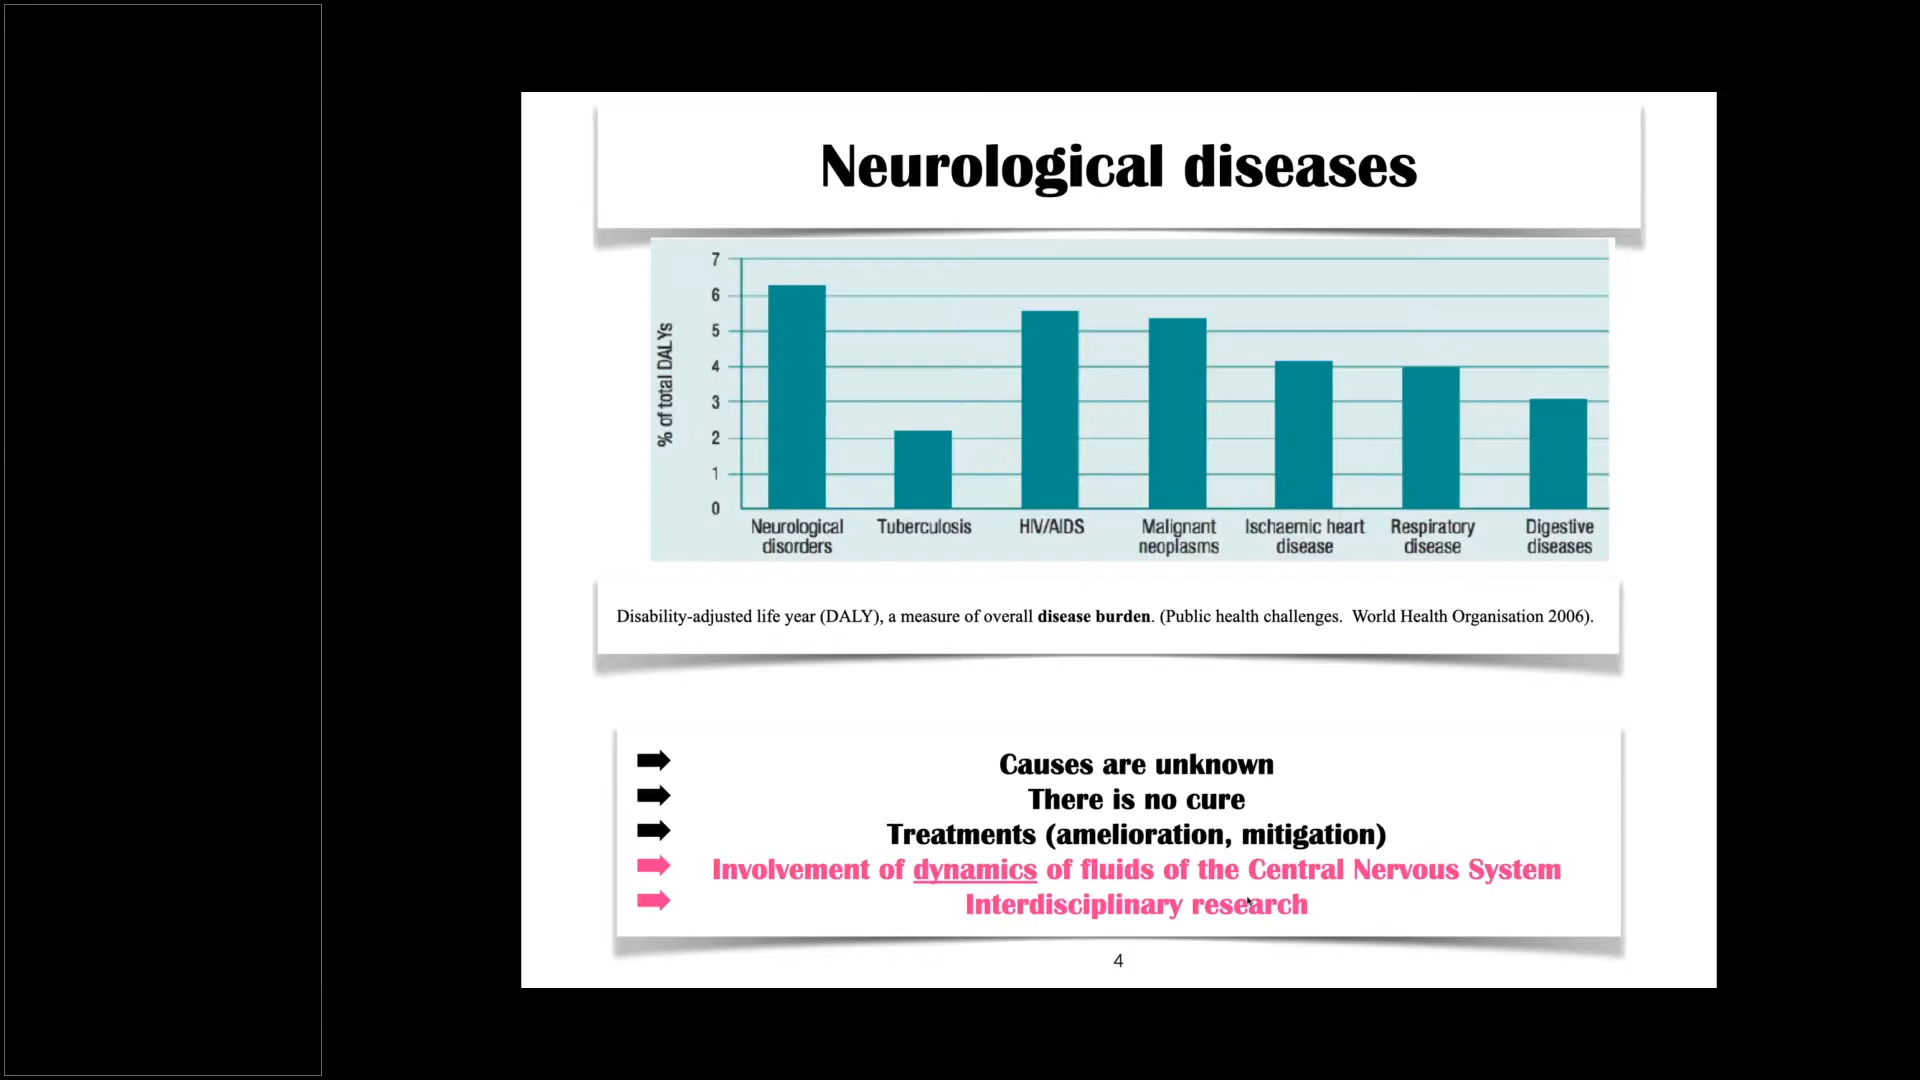 Neurological diseases
7
6
5
4
3
2
1
0
% of total DALYs
Neurological disorders
Tuberculosis
HIV/AIDS
Malignant neoplasms
Ischaemic heart disease
Respiratory disease
Digestive diseases
Disability-adjusted life year (DALY), a measure of overall disease burden. (Public health challenges. World Health Organisation 2006).
Causes are unknown
There is no cure
Treatments (amelioration, mitigation)
Involvement of dynamics of fluids of the Central Nervous System
Interdisciplinary research
4